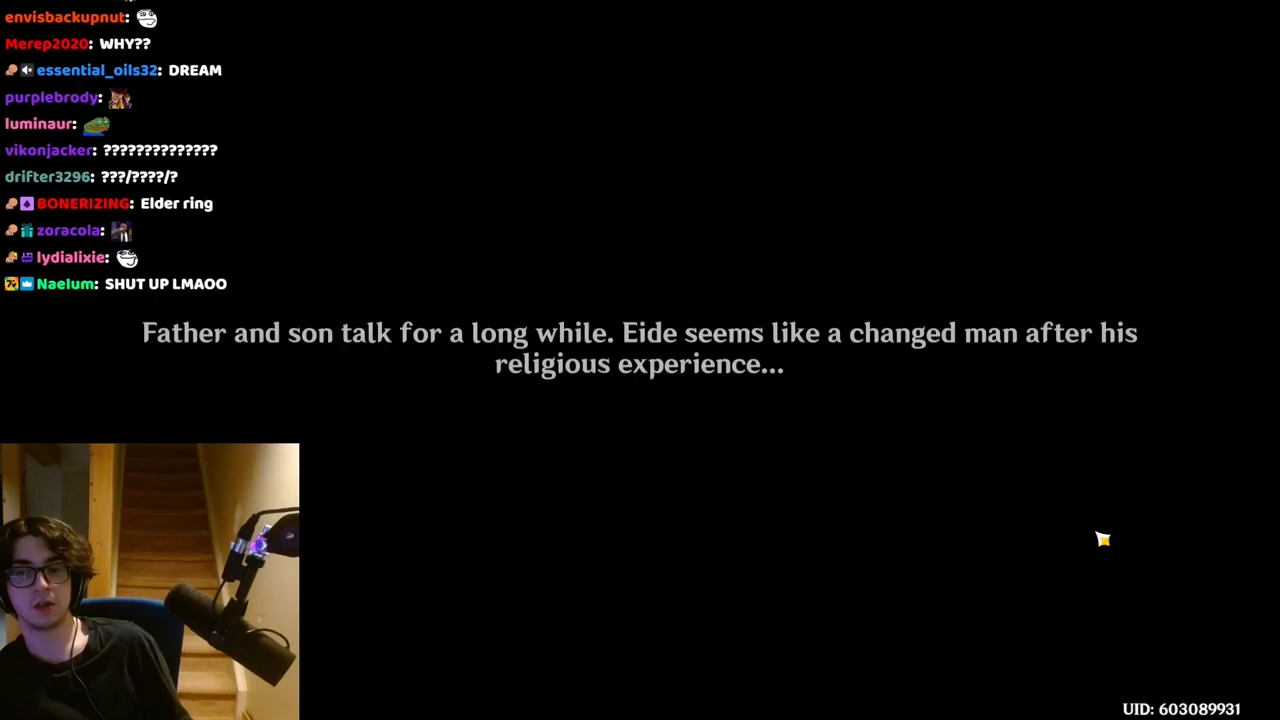 envisbackupnut:
Merep2020: WHY??
essential_oils32: DREAM
purplebrody:
luminaur:
vikonjacker: ??????????????
drifter3296: ???/????/?
BONERIZING: Elder ring
zoracola:
lydialixie:
Naelum: SHUT UP LMAOO
Father and son talk for a long while. Eide seems like a changed man after his
religious experience...
UID: 603089931